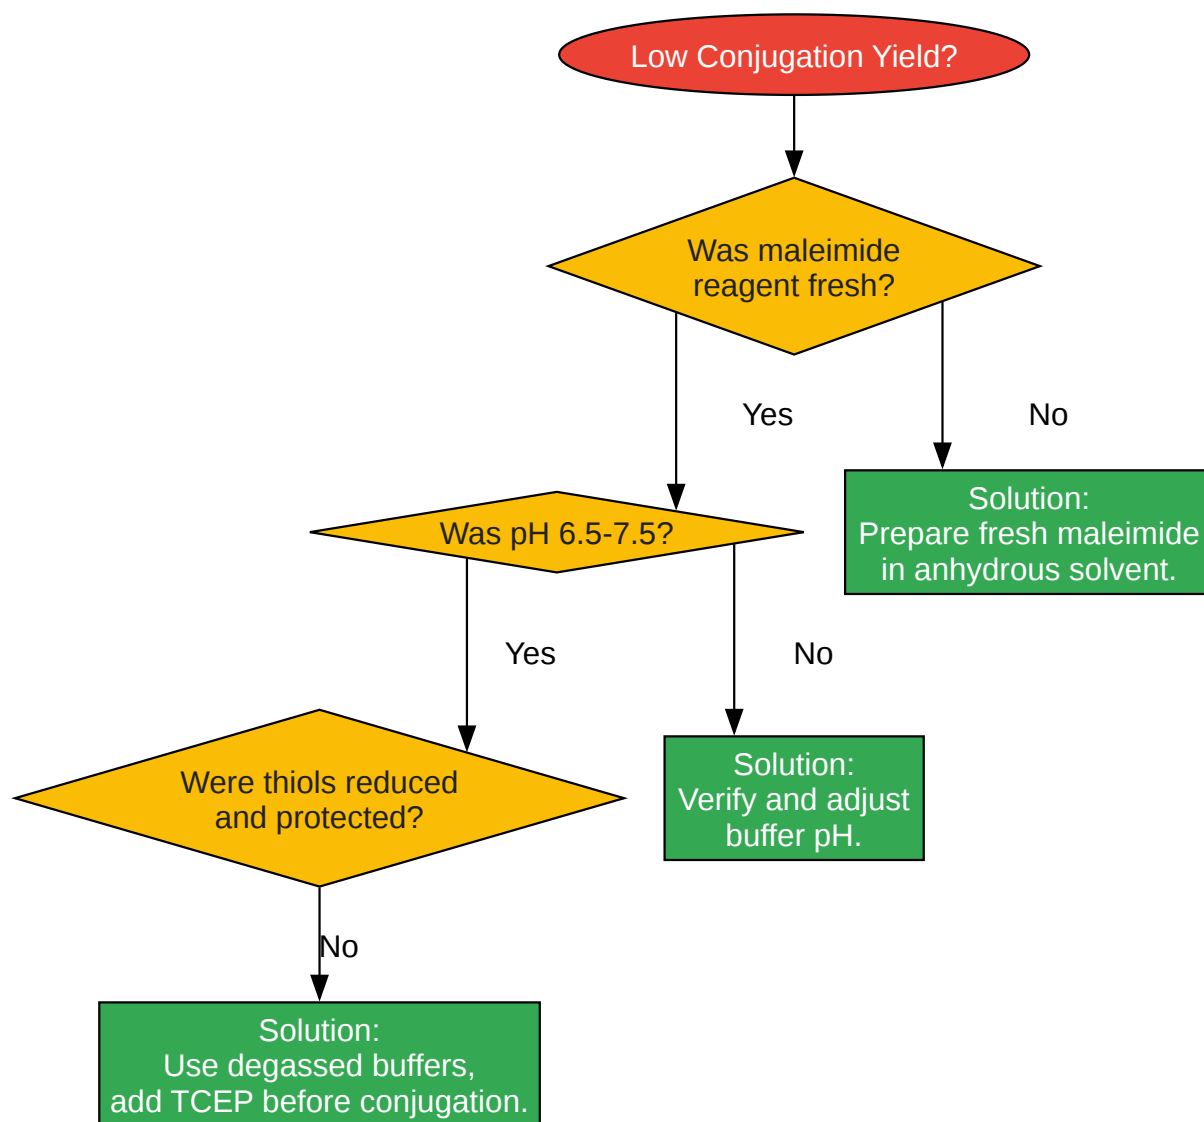 Low Conjugation Yield?
Was maleimide
reagent fresh?
Yes
No
Solution:
Prepare fresh maleimide
in anhydrous solvent.
Was pH 6.5-7.5?
Yes
No
Solution:
Verify and adjust
buffer pH.
Were thiols reduced
and protected?
No
Solution:
Use degassed buffers,
add TCEP before conjugation.